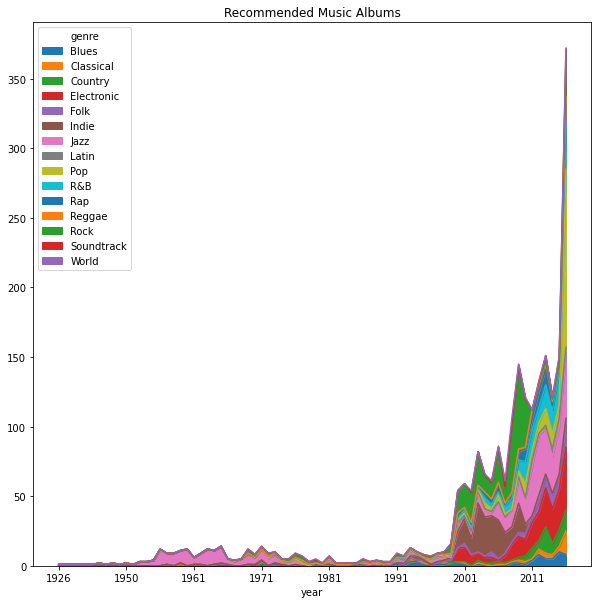 Recommended Music Albums
genre
Blues
Classical
Country
Electronic
Folk
Indie
Jazz
Latin
Pop
R&B
Rap
Reggae
Rock
Soundtrack
World
350
300
250
200
150
100
50
0
1926 1950 1961 1971 1981 1991 2001 2011
year